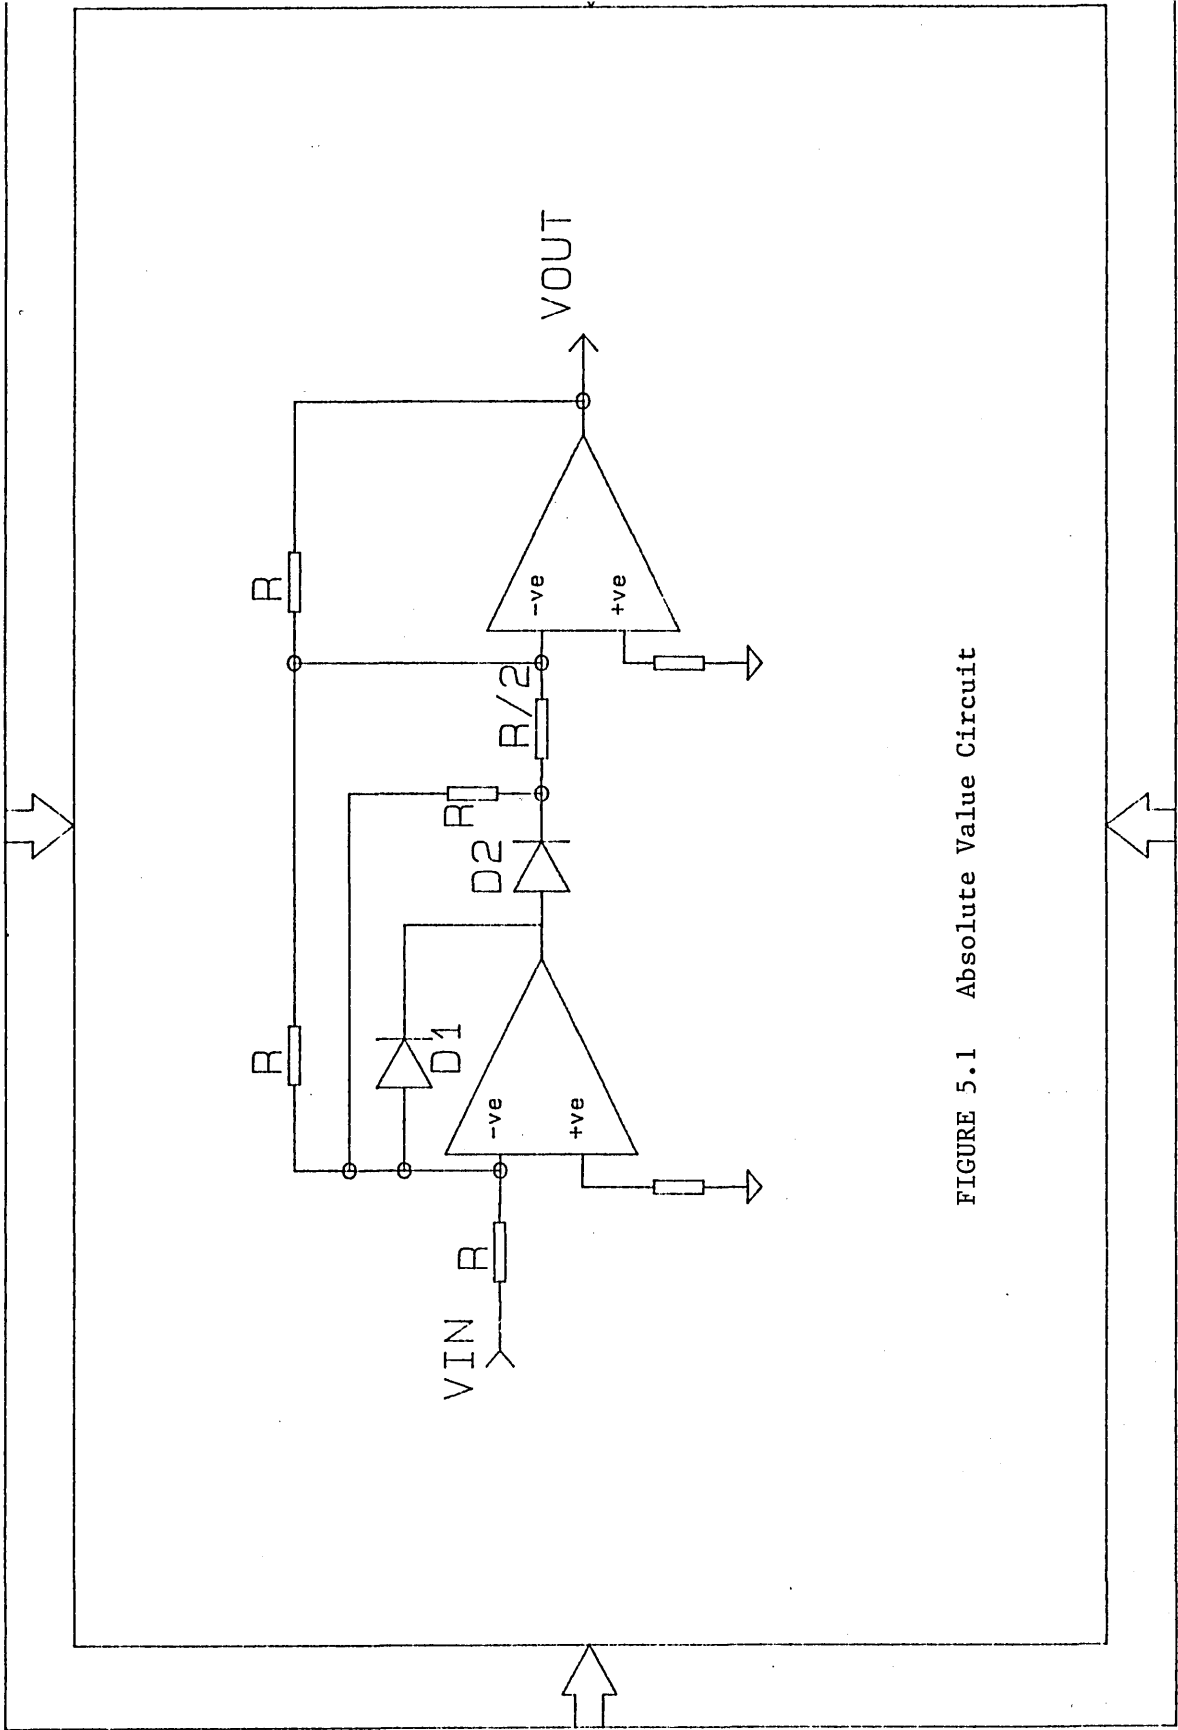 R
R
D1
D2
R
R/2
VIN
R
-ve
+ve
-ve
+ve
VOUT
FIGURE 5.1 Absolute Value Circuit